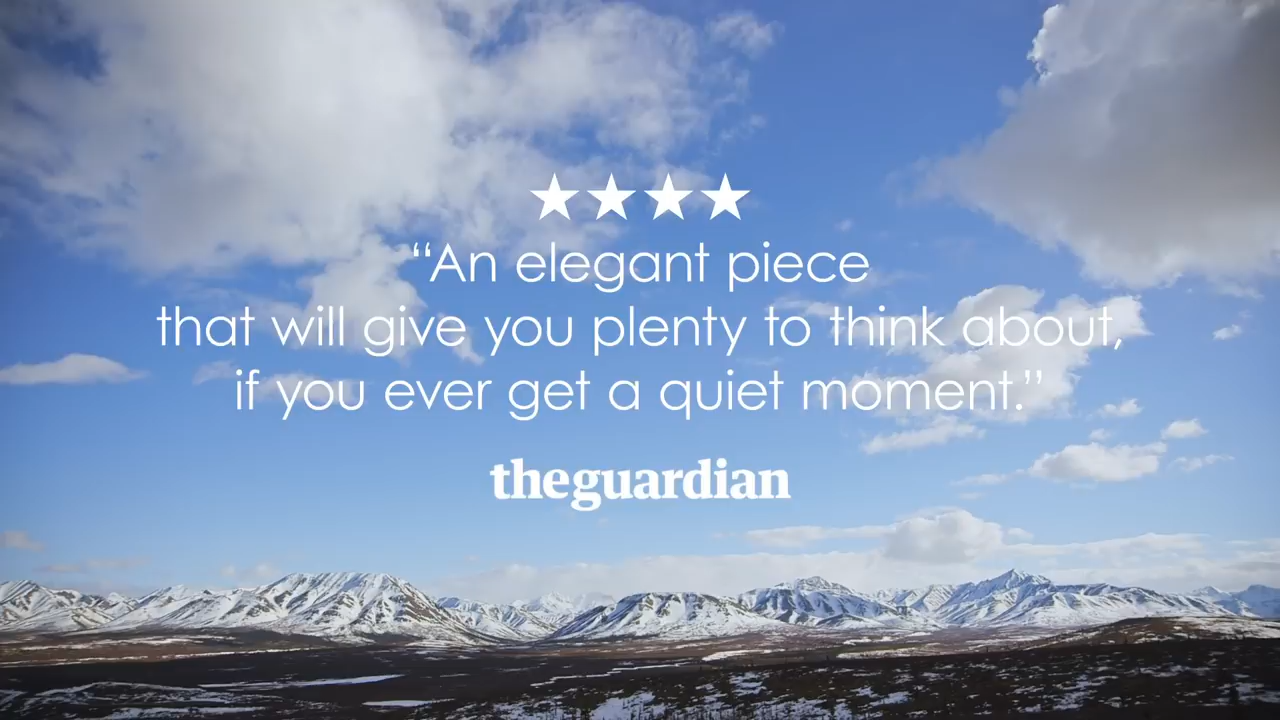 ★★★★
“An elegant piece
that will give you plenty to think about,
if you ever get a quiet moment.”
theguardian